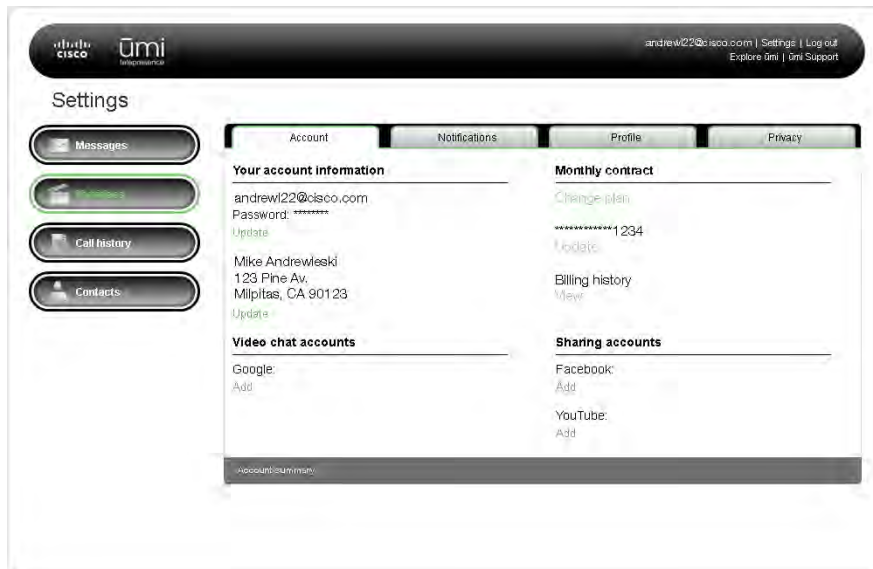 cisco
ūmi
telepresence
andrewl22@cisco.com | Settings | Log out
Explore ūmi | ūmi Support
Settings
Messages
Call history
Contacts
Account
Notifications
Profile
Privacy
Your account information
andrewl22@cisco.com
Password: ********
Update
Mike Andrewleski
123 Pine Av.
Milpitas, CA 90123
Update
Monthly contract
Change plan
************1234
Update
Billing history
View
Video chat accounts
Google:
Add
Sharing accounts
Facebook:
Add
YouTube:
Add
Account summary